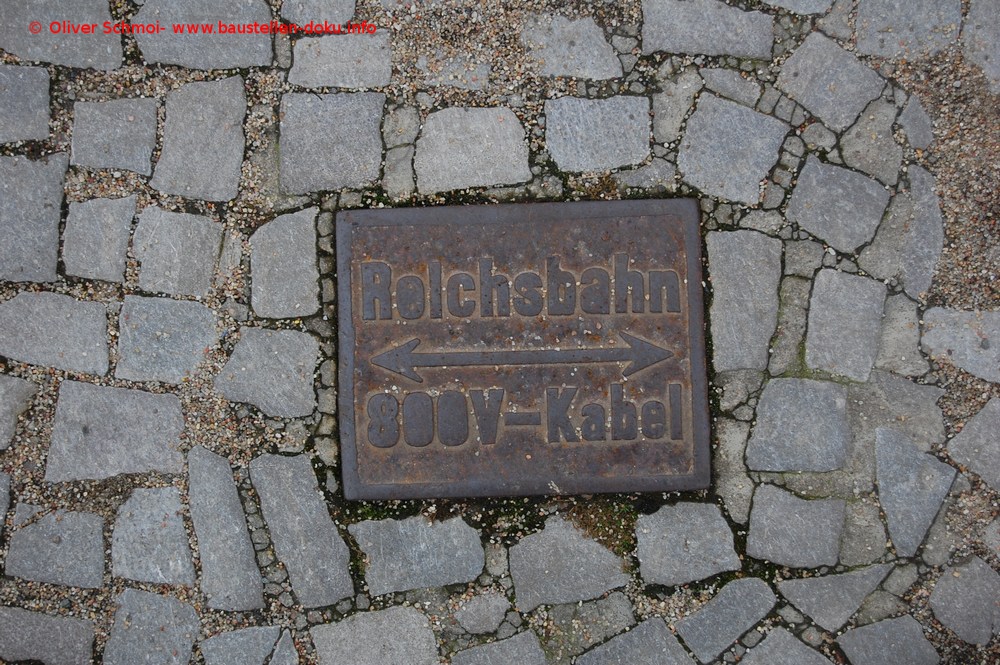 © Oliver Schmoi- www.baustellen-doku.info
Reichsbahn
800V-Kabel